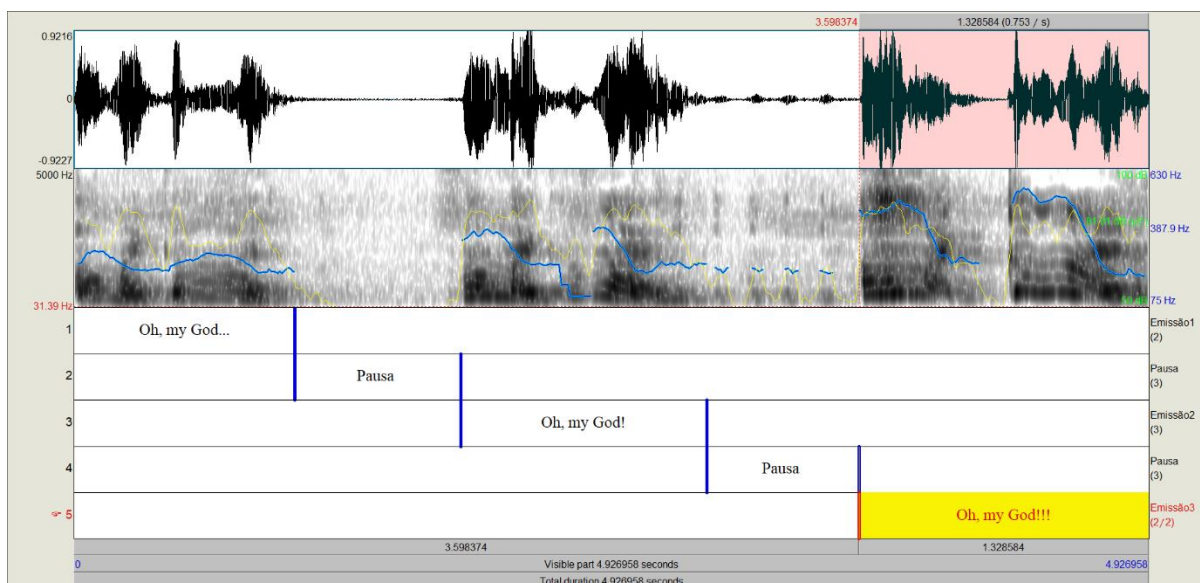 3.598374 1.328584 (0.753 / s)
0.9216
0
-0.9227
5000 Hz 100 dB 630 Hz
387.9 Hz
31.39 Hz 75 Hz
1 Oh, my God... Emissão1
(2)
2 Pausa Pausa
(3)
3 Oh, my God! Emissão2
(3)
4 Pausa Pausa
(3)
5 Oh, my God!!! Emissão3
(2/2)
3.598374 1.328584
0 Visible part 4.926958 seconds 4.926958
Total duration 4.926958 seconds